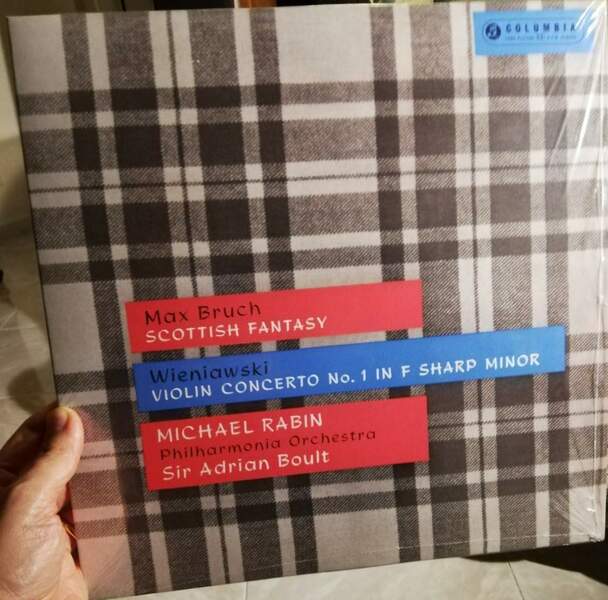 COLUMBIA
Max Bruch
SCOTTISH FANTASY
Wieniawski
VIOLIN CONCERTO No. 1 IN F SHARP MINOR
MICHAEL RABIN
Philharmonia Orchestra
Sir Adrian Boult